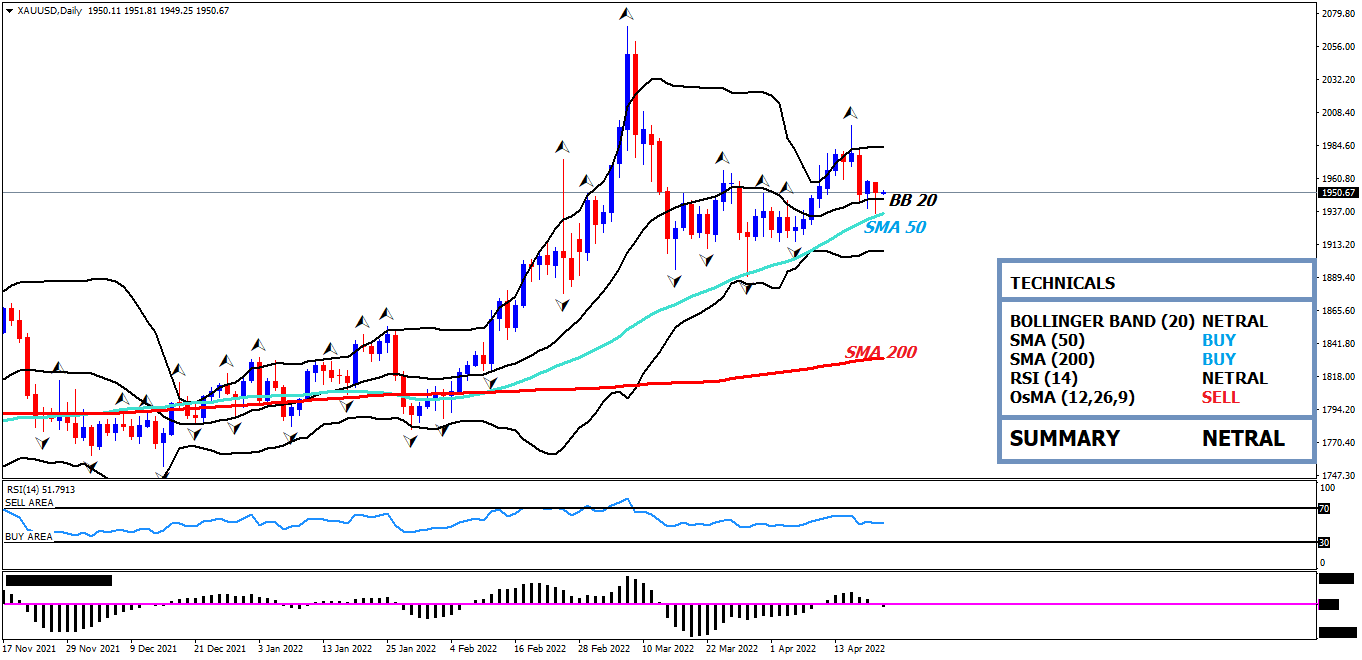 XAUUSD,Daily 1950.11 1951.81 1949.25 1950.67
2079.80
2056.00
2032.20
2008.40
1984.60
1960.80
1950.67
1937.00
1913.20
1889.40
1865.60
1841.80
1818.00
1794.20
1770.40
1747.30
BB 20
SMA 50
SMA 200
TECHNICALS
BOLLINGER BAND (20) NETRAL
SMA (50) BUY
SMA (200) BUY
RSI (14) NETRAL
OsMA (12,26,9) SELL
SUMMARY NETRAL
RSI(14) 51.7913
SELL AREA
BUY AREA
100
70
30
0
17 Nov 2021 29 Nov 2021 9 Dec 2021 21 Dec 2021 3 Jan 2022 13 Jan 2022 25 Jan 2022 4 Feb 2022 16 Feb 2022 28 Feb 2022 10 Mar 2022 22 Mar 2022 1 Apr 2022 13 Apr 2022